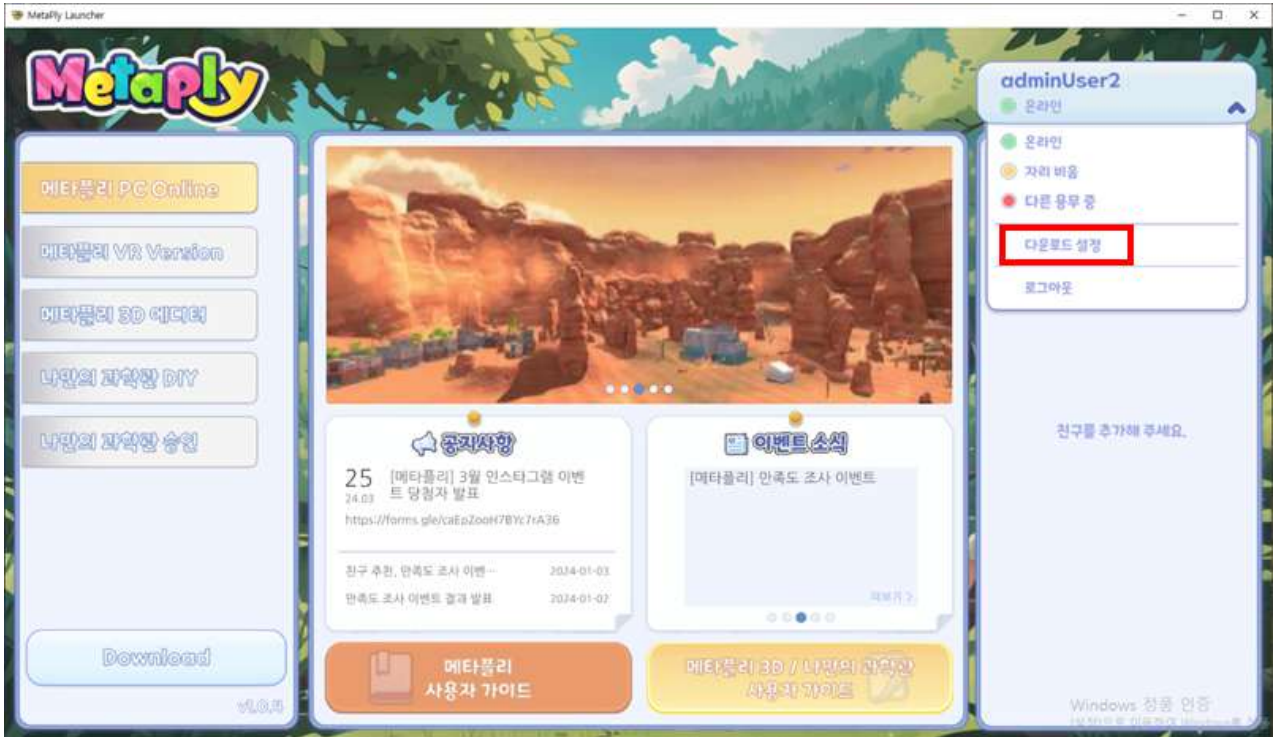 MetaPly Launcher
Metaply
adminUser2
온라인
온라인
자리 비움
다른 용무 중
다운로드 설정
로그아웃
메타플리 PC Online
메타플리 VR Version
메타플리 3D 에디터
나만의 과학관 DIY
나만의 과학관 승인
Download
v1.0.4
공지사항
25
24.03
[메타플리] 3월 인스타그램 이벤
트 당첨자 발표
https://forms.gle/caEpZooH7BYc7rA36
친구 추천, 만족도 조사 이벤…
2024-01-03
만족도 조사 이벤트 결과 발표
2024-01-02
이벤트 소식
[메타플리] 만족도 조사 이벤트
더보기 >
메타플리
사용자 가이드
메타플리 3D / 나만의 과학관
사용자 가이드
친구를 추가해 주세요.
Windows 정품 인증